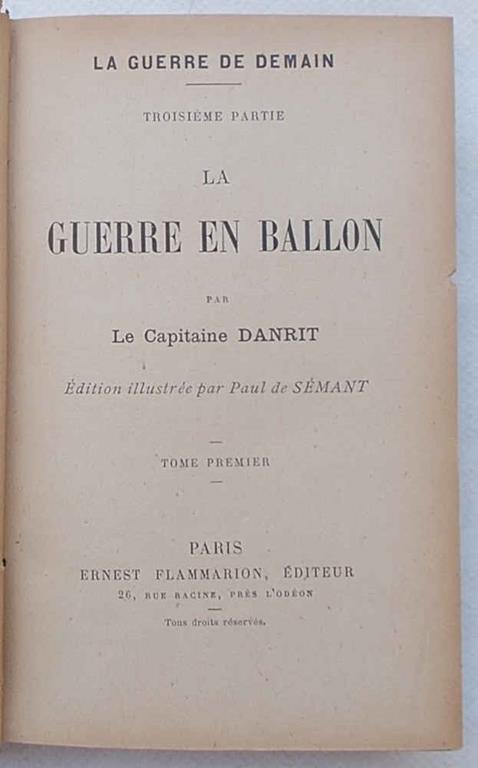 LA GUERRE DE DEMAIN
TROISIÈME PARTIE
LA
GUERRE EN BALLON
PAR
Le Capitaine DANRIT
Édition illustrée par Paul de SÉMANT
TOME PREMIER
PARIS
ERNEST FLAMMARION, ÉDITEUR
26, RUE RACINE, PRÈS L'ODÉON
Tous droits réservés.